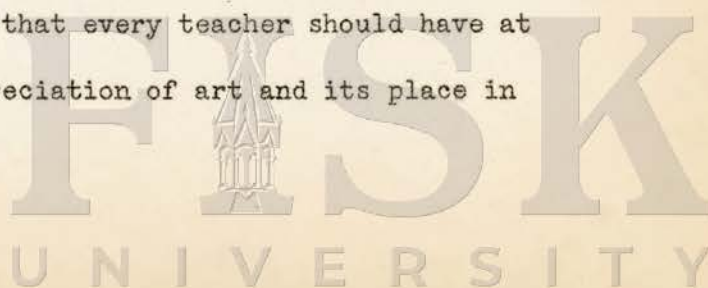 that every teacher should have at
eciation of art and its place in
FISK
UNIVERSITY